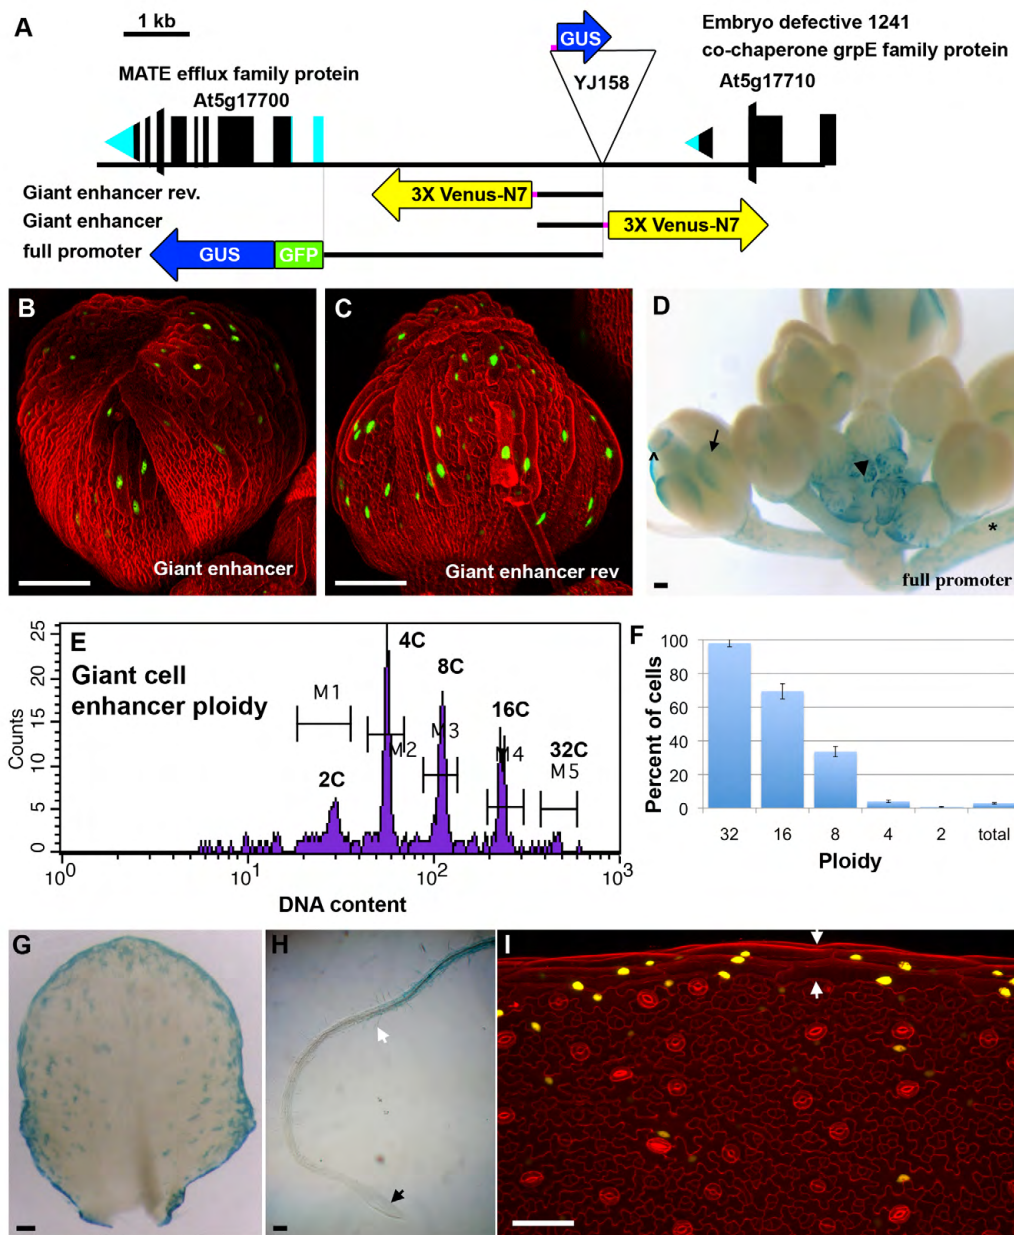 A
1 kb
GUS
Embryo defective 1241
co-chaperone grpE family protein
MATE efflux family protein
At5g17700
YJ158
At5g17710
Giant enhancer rev.
3X Venus-N7
Giant enhancer
3X Venus-N7
full promoter
GUS
GFP
B
Giant enhancer
C
Giant enhancer rev
D
^
*
full promoter
E
Giant cell
enhancer ploidy
Counts
25
20
15
10
5
0
M1
2C
4C
M2
8C
M3
16C
M4
32C
M5
10^0
10^1
10^2
10^3
DNA content
F
Percent of cells
100
80
60
40
20
0
32
16
8
4
2
total
Ploidy
G
H
I